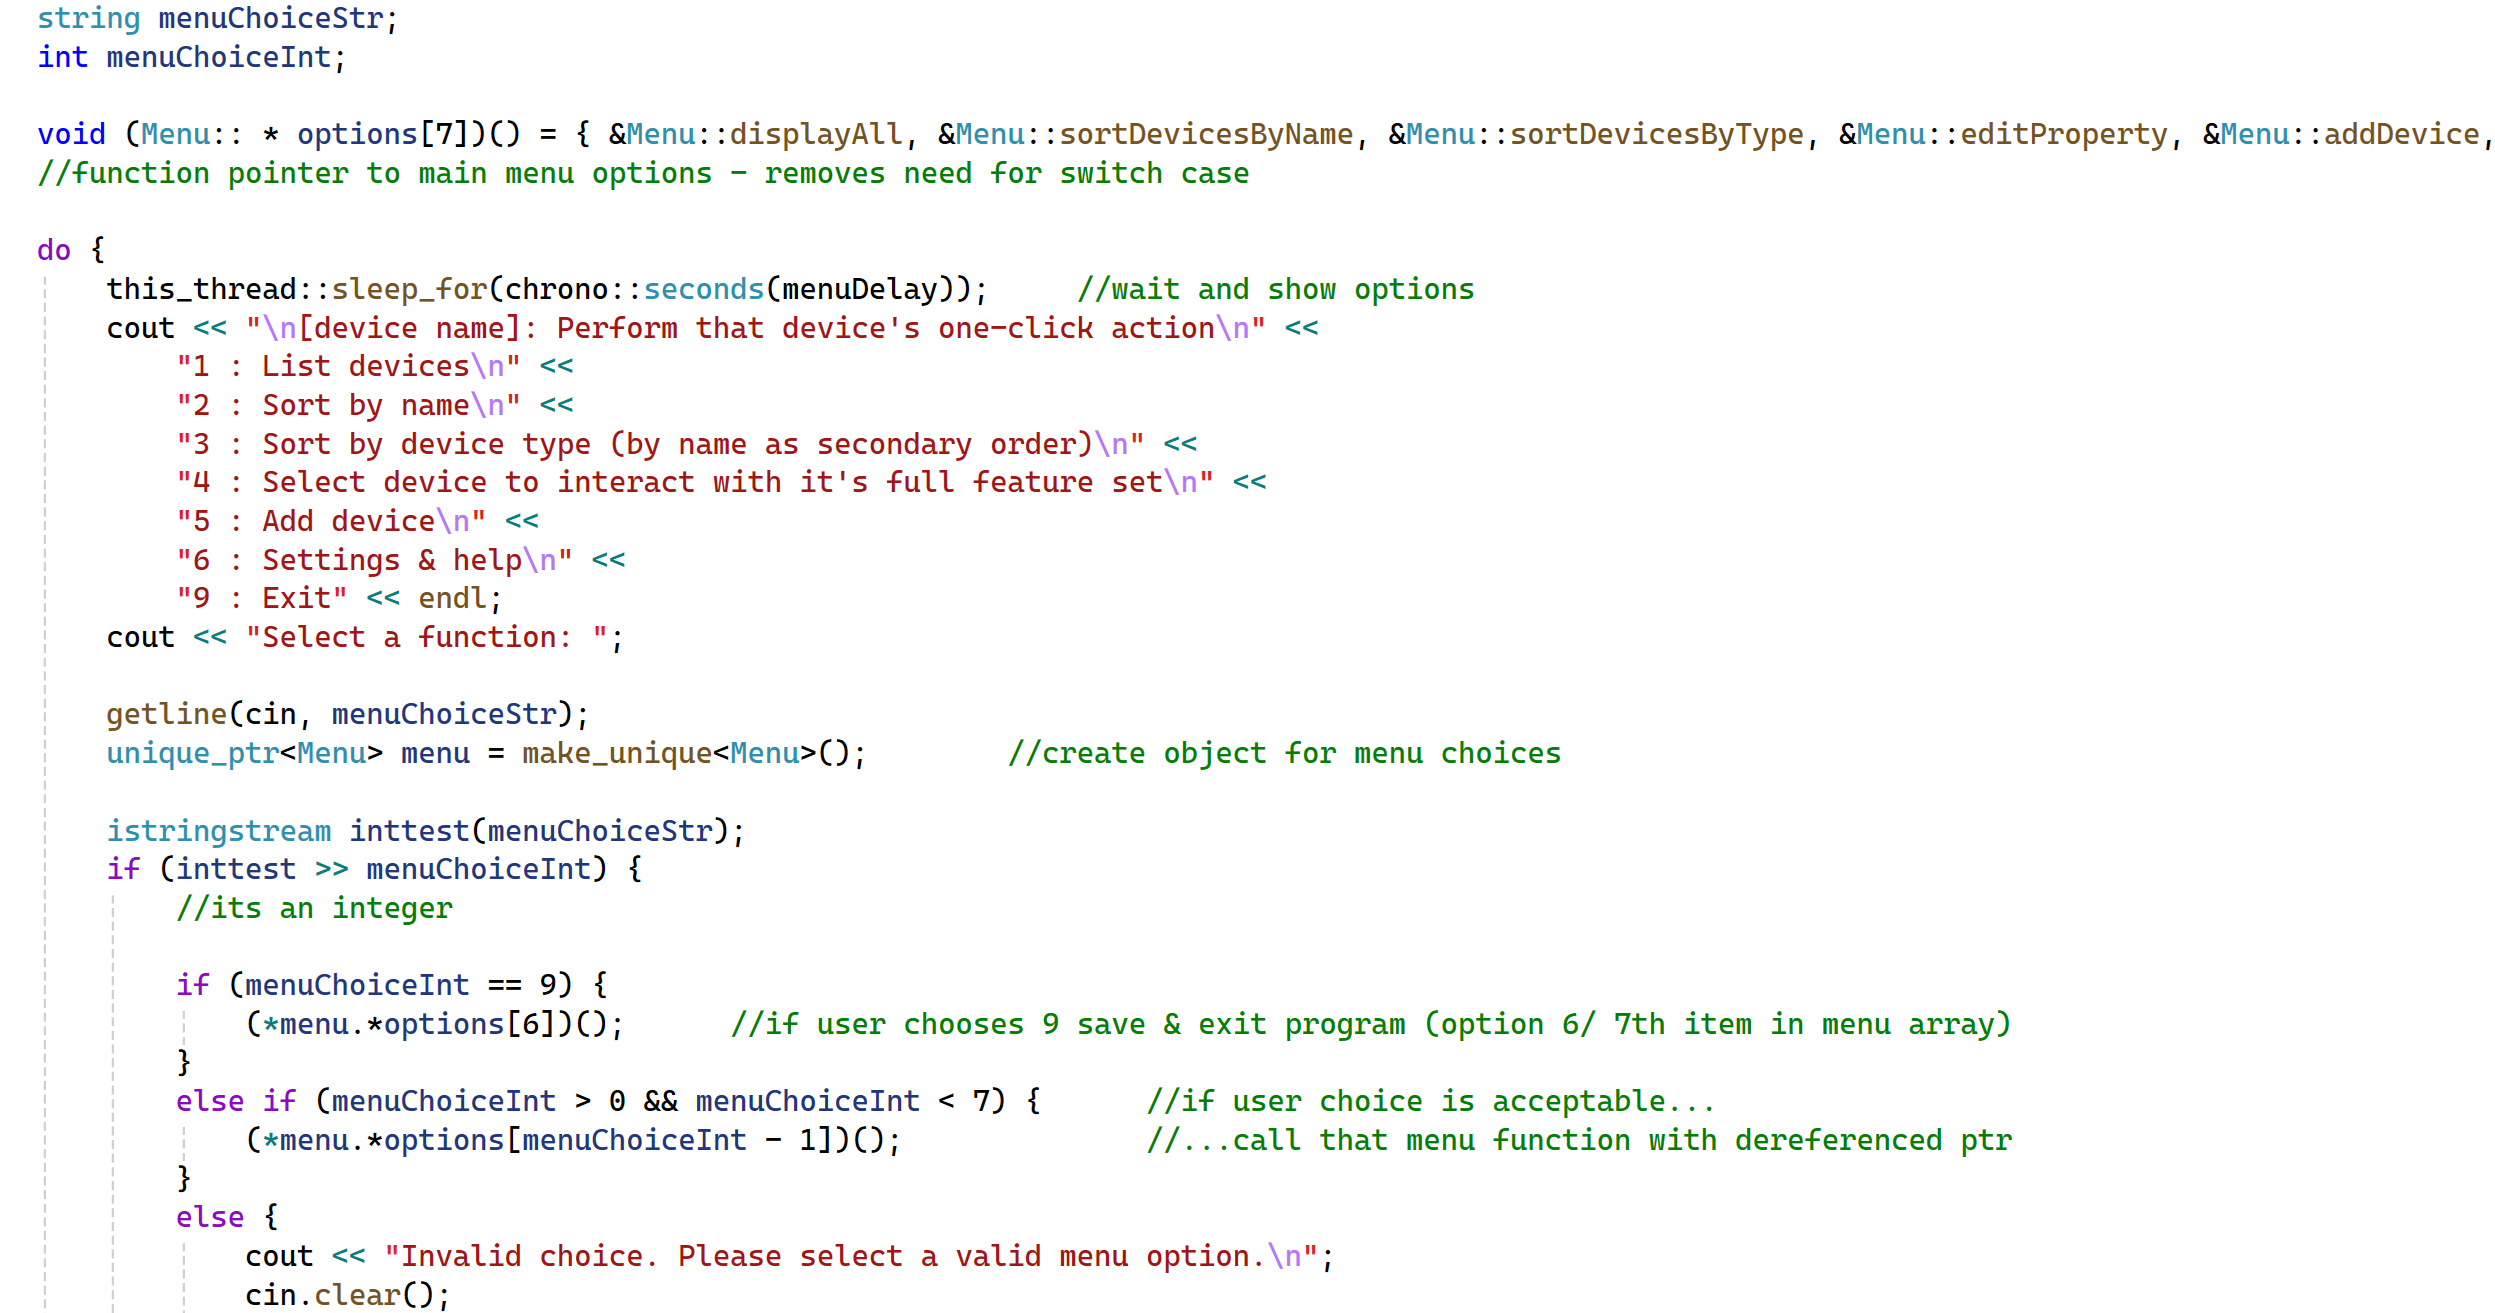 string menuChoiceStr;
int menuChoiceInt;
void (Menu:: * options[7])() = { &Menu::displayAll, &Menu::sortDevicesByName, &Menu::sortDevicesByType, &Menu::editProperty, &Menu::addDevice,
//function pointer to main menu options - removes need for switch case
do {
this_thread::sleep_for(chrono::seconds(menuDelay)); //wait and show options
cout << "\n[device name]: Perform that device's one-click action\n" <<
"1 : List devices\n" <<
"2 : Sort by name\n" <<
"3 : Sort by device type (by name as secondary order)\n" <<
"4 : Select device to interact with it's full feature set\n" <<
"5 : Add device\n" <<
"6 : Settings & help\n" <<
"9 : Exit" << endl;
cout << "Select a function: ";
getline(cin, menuChoiceStr);
unique_ptr<Menu> menu = make_unique<Menu>(); //create object for menu choices
istringstream inttest(menuChoiceStr);
if (inttest >> menuChoiceInt) {
//its an integer
if (menuChoiceInt == 9) {
(*menu.*options[6])(); //if user chooses 9 save & exit program (option 6/ 7th item in menu array)
}
else if (menuChoiceInt > 0 && menuChoiceInt < 7) { //if user choice is acceptable...
(*menu.*options[menuChoiceInt - 1])(); //...call that menu function with dereferenced ptr
}
else {
cout << "Invalid choice. Please select a valid menu option.\n";
cin.clear();